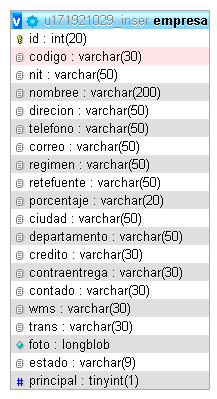 v u171921029_inser empresa
id : int(20)
codigo : varchar(30)
nit : varchar(50)
nombree : varchar(200)
direcion : varchar(50)
telefono : varchar(50)
correo : varchar(50)
regimen : varchar(50)
retefuente : varchar(50)
porcentaje : varchar(20)
ciudad : varchar(50)
departamento : varchar(50)
credito : varchar(30)
contraentrega : varchar(30)
contado : varchar(30)
wms : varchar(30)
trans : varchar(30)
foto : longblob
estado : varchar(9)
# principal : tinyint(1)